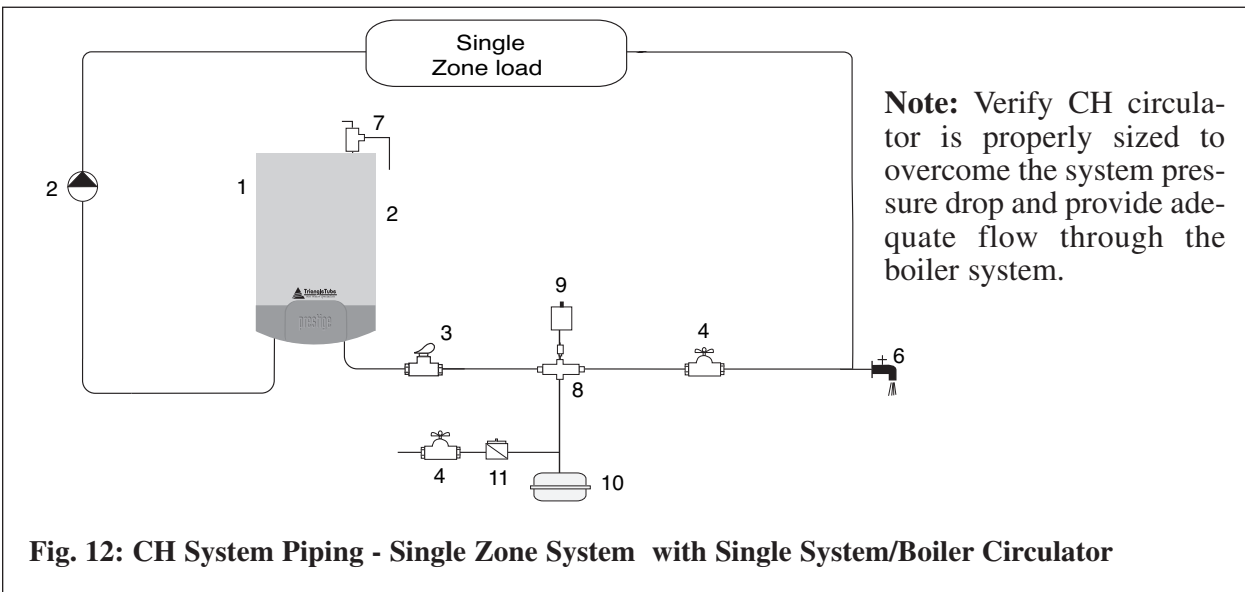 Single
Zone load
7
1
2
2
Note: Verify CH circula-
tor is properly sized to
overcome the system pres-
sure drop and provide ade-
quate flow through the
boiler system.
TriangleTube
prestige
9
3
4
6
8
4
11
10
Fig. 12: CH System Piping - Single Zone System with Single System/Boiler Circulator